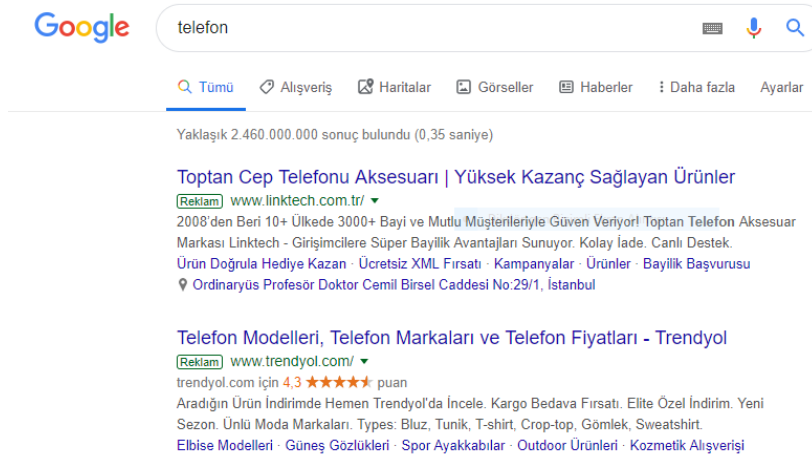 Google
telefon
Tümü Alışveriş Haritalar Görseller Haberler Daha fazla Ayarlar
Yaklaşık 2.460.000.000 sonuç bulundu (0,35 saniye)
Toptan Cep Telefonu Aksesuarı | Yüksek Kazanç Sağlayan Ürünler
Reklam www.linktech.com.tr/
2008'den Beri 10+ Ülkede 3000+ Bayi ve Mutlu Müşterileriyle Güven Veriyor! Toptan Telefon Aksesuar
Markası Linktech - Girişimcilere Süper Bayilik Avantajları Sunuyor. Kolay İade. Canlı Destek.
Ürün Doğrula Hediye Kazan · Ücretsiz XML Fırsatı · Kampanyalar · Ürünler · Bayilik Başvurusu
Ordinaryüs Profesör Doktor Cemil Birsel Caddesi No:29/1, İstanbul
Telefon Modelleri, Telefon Markaları ve Telefon Fiyatları - Trendyol
Reklam www.trendyol.com/
trendyol.com için 4,3 ★★★★★ puan
Aradığın Ürün İndirimde Hemen Trendyol'da İncele. Kargo Bedava Fırsatı. Elite Özel İndirim. Yeni
Sezon. Ünlü Moda Markaları. Types: Bluz, Tunik, T-shirt, Crop-top, Gömlek, Sweatshirt.
Elbise Modelleri · Güneş Gözlükleri · Spor Ayakkabılar · Outdoor Ürünleri · Kozmetik Alışverişi